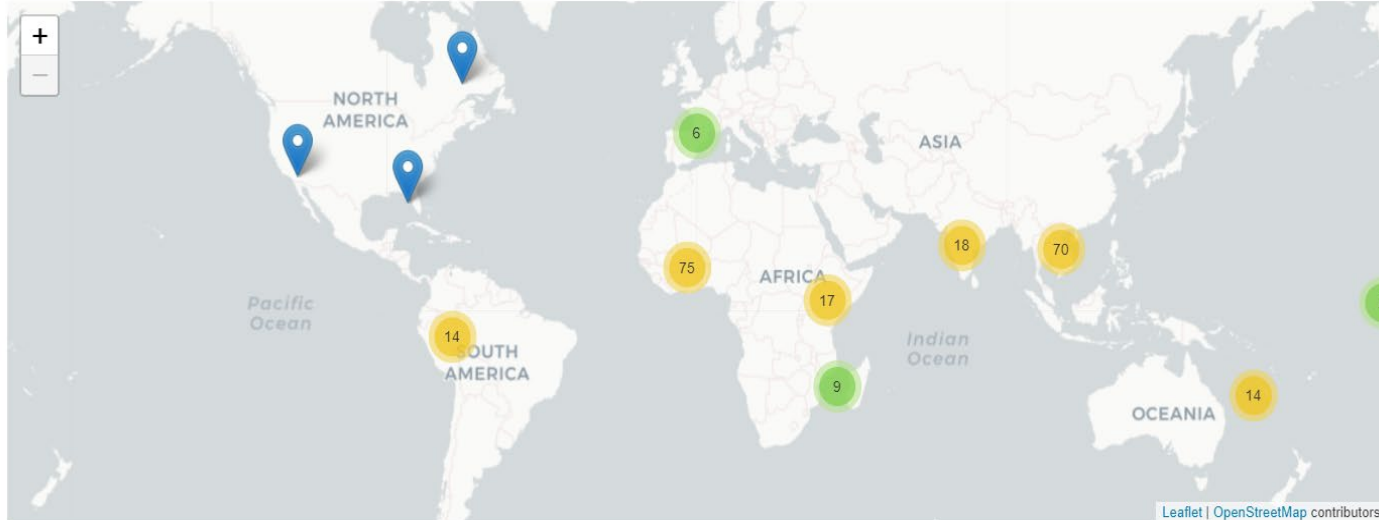 +
−
NORTH
AMERICA
6
ASIA
18
70
75
AFRICA
17
Pacific
Ocean
14
SOUTH
AMERICA
Indian
Ocean
9
14
OCEANIA
Leaflet | OpenStreetMap contributors